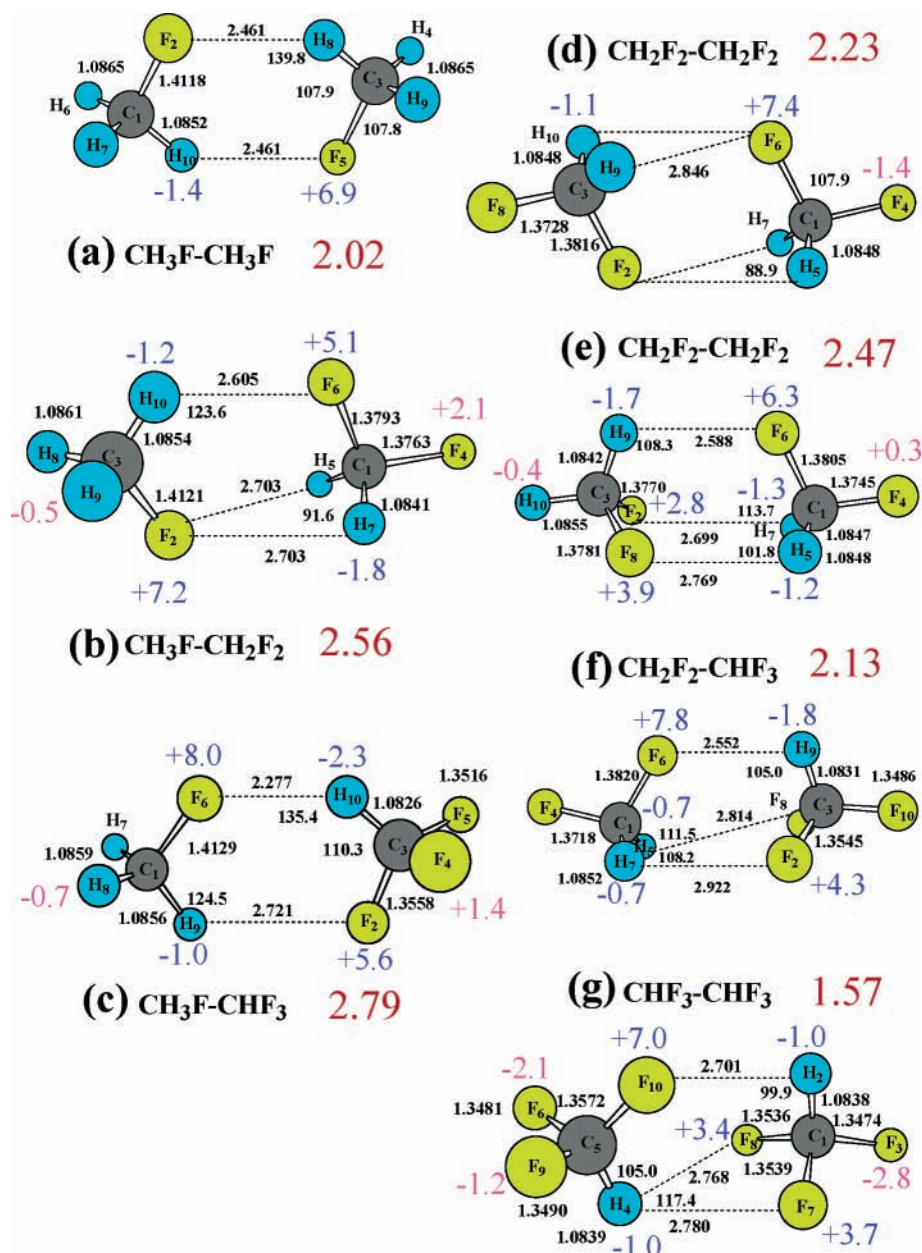 F2 2.461 H8 H4
1.0865 1.4118 139.8 C3 1.0865
H6 C1 107.9 H9
H7 1.0852 107.8
H10 2.461 F5
-1.4 +6.9
(a) CH3F-CH3F 2.02
-1.2 +5.1
H10 2.605 F6
1.0861 123.6 1.3793 +2.1
H8 1.0854 1.3763 F4
C3 H5 C1
-0.5 H9 1.4121 2.703 91.6 1.0841
F2 2.703 H7
+7.2 -1.8
(b) CH3F-CH2F2 2.56
+8.0 -2.3
F6 2.277 H10 1.3516
H7 135.4 1.0826 F5
1.0859 1.4129 C3 F4
C1 110.3
-0.7 H8 124.5 1.3558 +1.4
1.0856 H9 2.721 F2
-1.0 +5.6
(c) CH3F-CHF3 2.79
(d) CH2F2-CH2F2 2.23
-1.1 +7.4
H10 F6
1.0848 H9 2.846 -1.4
C3 107.9 F4
F8 1.3728 H7 C1
1.3816 1.0848
F2 88.9 H5
(e) CH2F2-CH2F2 2.47
-1.7 +6.3
H9 108.3 2.588 F6
1.0842 1.3805 +0.3
-0.4 C3 1.3770 -1.3 1.3745 F4
H10 F2 +2.8 113.7 C1
1.0855 2.699 H7 1.0847
1.3781 F8 101.8 H5 1.0848
+3.9 2.769 -1.2
(f) CH2F2-CHF3 2.13
+7.8 -1.8
F6 2.552 H9
1.3820 105.0 1.0831 1.3486
F4 -0.7 F8 C3 F10
1.3718 C1 111.5 2.814
H5 1.3545
1.0852 H7 108.2 F2
-0.7 2.922 +4.3
(g) CHF3-CHF3 1.57
+7.0 -1.0
-2.1 F10 2.701 H2
99.9 1.0838
1.3481 F6 1.3572 1.3536 1.3474
C5 +3.4 F8 C1 F3
F9 105.0 2.768 1.3539
-1.2 H4 117.4 F7 -2.8
1.3490 2.780
1.0839 -1.0 +3.7